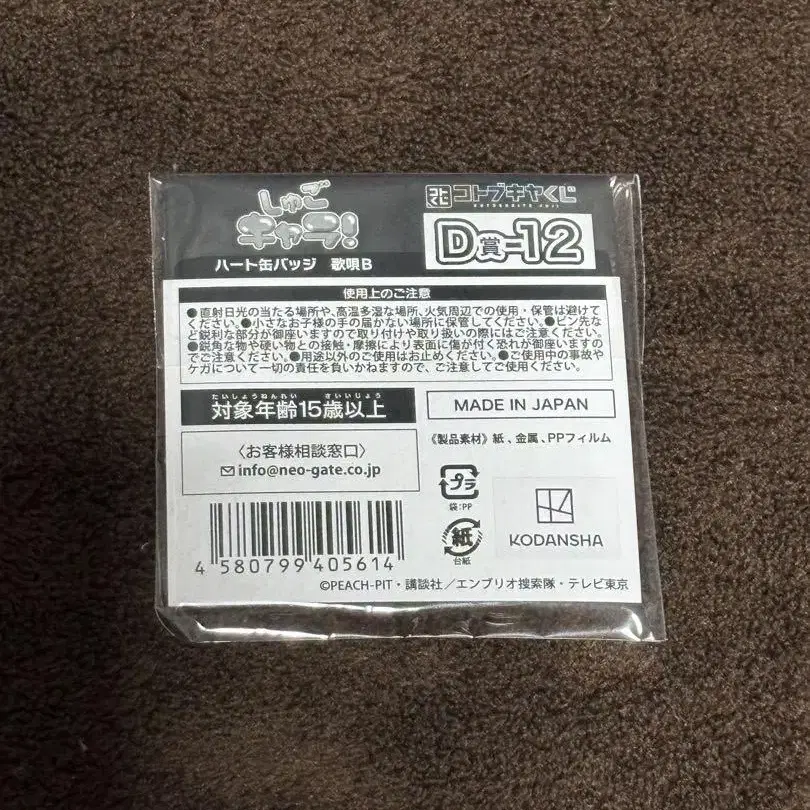 しゅご
キャラ!
ハート缶バッジ 歌唄B
コトクジ コトブキヤくじ
KOTOBUKIYA KUJI
D賞-12
使用上のご注意
●直射日光の当たる場所や、高温多湿な場所、火気周辺での使用・保管は避けて
ください。●小さなお子様の手の届かない場所に保管してください。●ピン先な
ど鋭利な部分が御座いますので取り付けや取り扱いの際にはご注意ください。
●鋭角な物や硬い物との接触・摩擦により表面に傷が付く恐れが御座いますの
でご注意ください。●用途以外のご使用はお止めください。●ご使用中の事故や
ケガについて一切の責任を負いかねますので、ご注意してご使用ください。
たいしょうねんれい さいいじょう
対象年齢15歳以上
MADE IN JAPAN
〈お客様相談窓口〉
info@neo-gate.co.jp
《製品素材》紙、金属、PPフィルム
プラ
袋:PP
紙
台紙
KODANSHA
4 580799 405614
©PEACH-PIT・講談社/エンブリオ捜索隊・テレビ東京